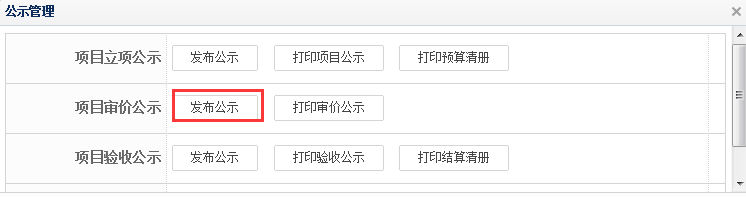 公示管理
项目立项公示 发布公示 打印项目公示 打印预算清册
项目审价公示 发布公示 打印审价公示
项目验收公示 发布公示 打印验收公示 打印结算清册